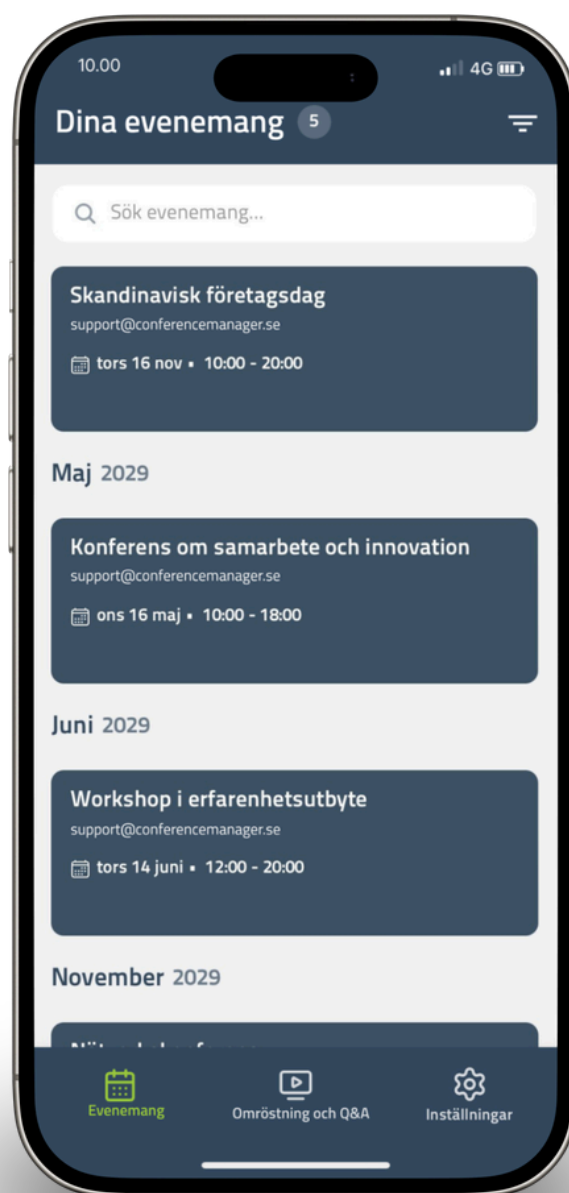 10.00
4G
Dina evenemang 5
Sök evenemang...
Skandinavisk företagsdag
support@conferencemanager.se
tors 16 nov • 10:00 - 20:00
Maj 2029
Konferens om samarbete och innovation
support@conferencemanager.se
ons 16 maj • 10:00 - 18:00
Juni 2029
Workshop i erfarenhetsutbyte
support@conferencemanager.se
tors 14 juni • 12:00 - 20:00
November 2029
Evenemang
Omröstning och Q&A
Inställningar